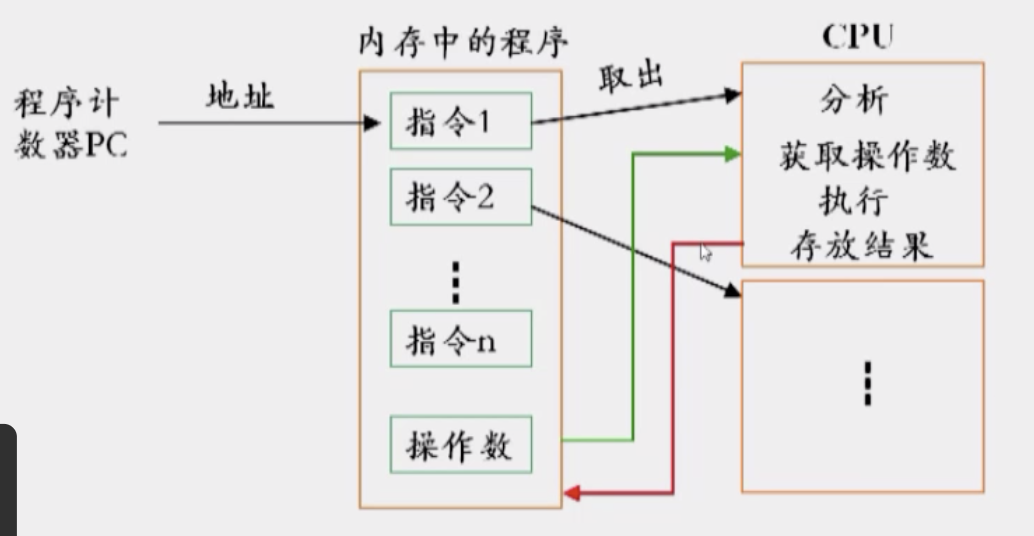 内存中的程序
CPU
程序计
数器PC
地址
指令1
指令2
指令n
操作数
取出
分析
获取操作数
执行
存放结果